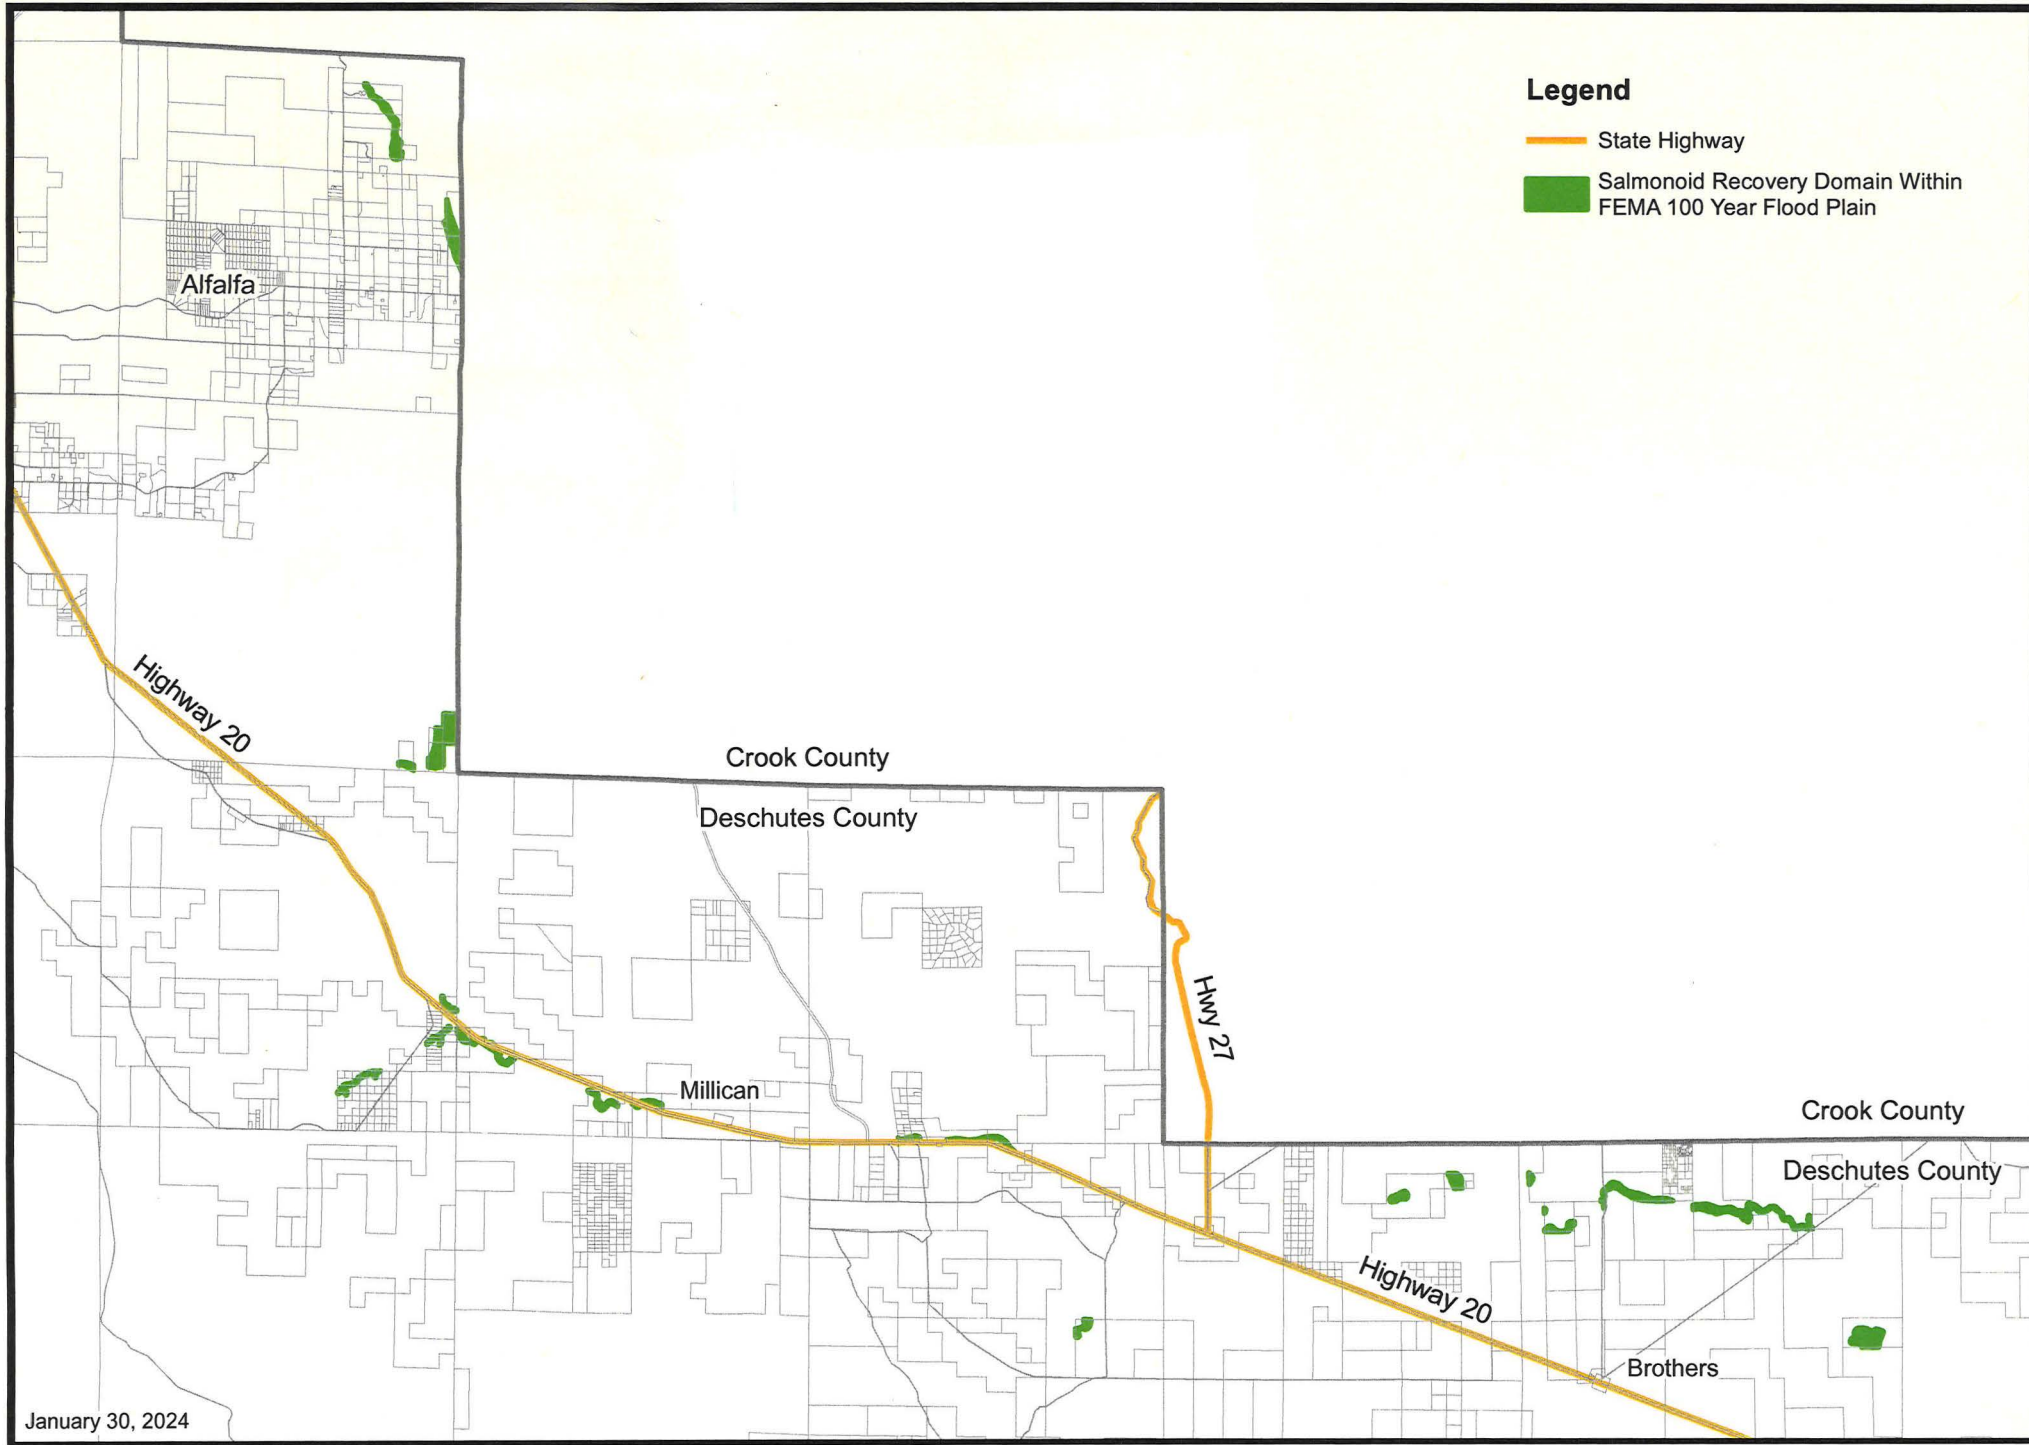 Legend
State Highway
Salmonoid Recovery Domain Within
FEMA 100 Year Flood Plain
Alfalfa
Highway 20
Crook County
Deschutes County
Hwy 27
Millican
Crook County
Deschutes County
Highway 20
Brothers
January 30, 2024